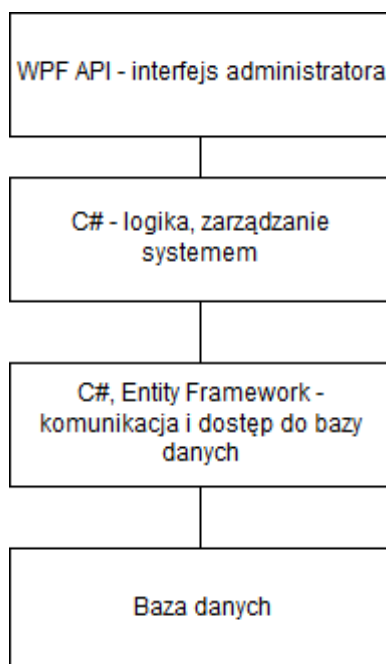 WPF API - interfejs administratora
C# - logika, zarządzanie
systemem
C#, Entity Framework -
komunikacja i dostęp do bazy
danych
Baza danych